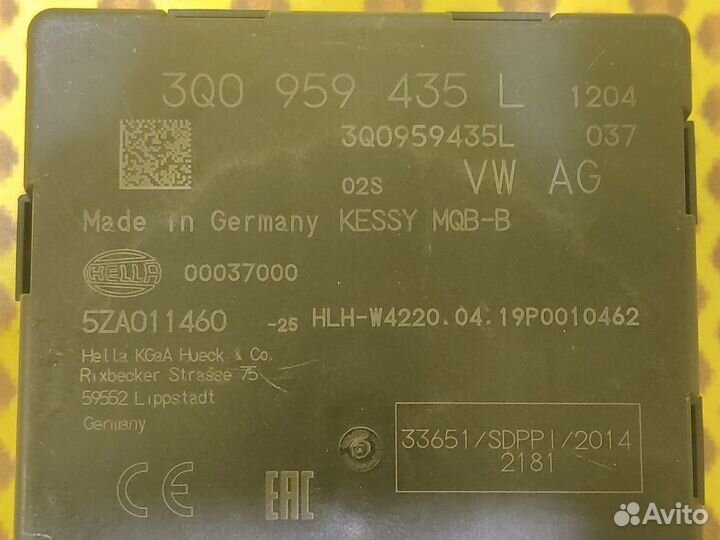 3Q0 959 435 L 1204
3Q0959435L 037
02S VW AG
Made in Germany KESSY MQB-B
HELLA 00037000
5ZA011460 -25 HLH-W4220.04.19P0010462
Hella KGaA Hueck & Co.
Rixbecker Strasse 75
59552 Lippstadt
Germany
33651/SDPPI/2014
2181
CE EAC
Avito